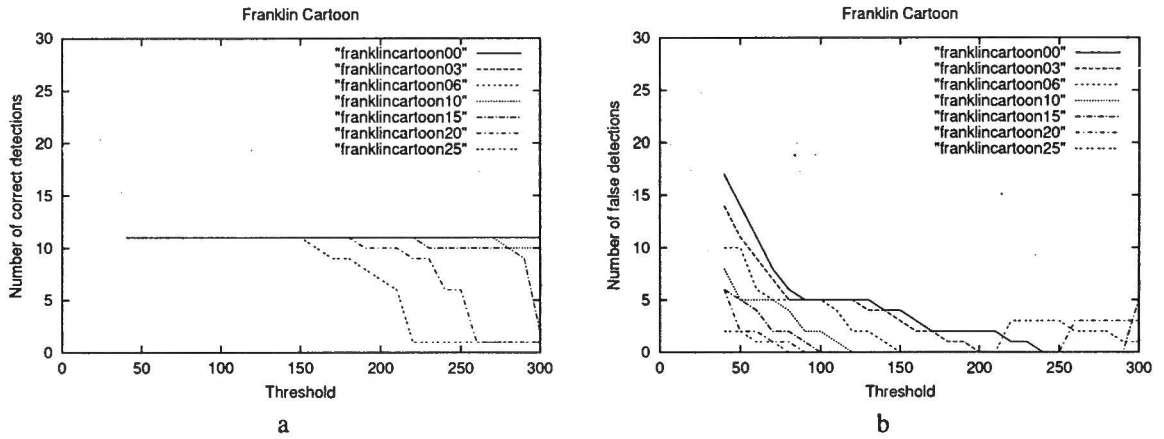 Franklin Cartoon
30
25
20
15
10
5
0
Number of correct detections
"franklincartoon00"
"franklincartoon03"
"franklincartoon06"
"franklincartoon10"
"franklincartoon15"
"franklincartoon20"
"franklincartoon25"
0 50 100 150 200 250 300
Threshold
a
Franklin Cartoon
30
25
20
15
10
5
0
Number of false detections
"franklincartoon00"
"franklincartoon03"
"franklincartoon06"
"franklincartoon10"
"franklincartoon15"
"franklincartoon20"
"franklincartoon25"
0 50 100 150 200 250 300
Threshold
b